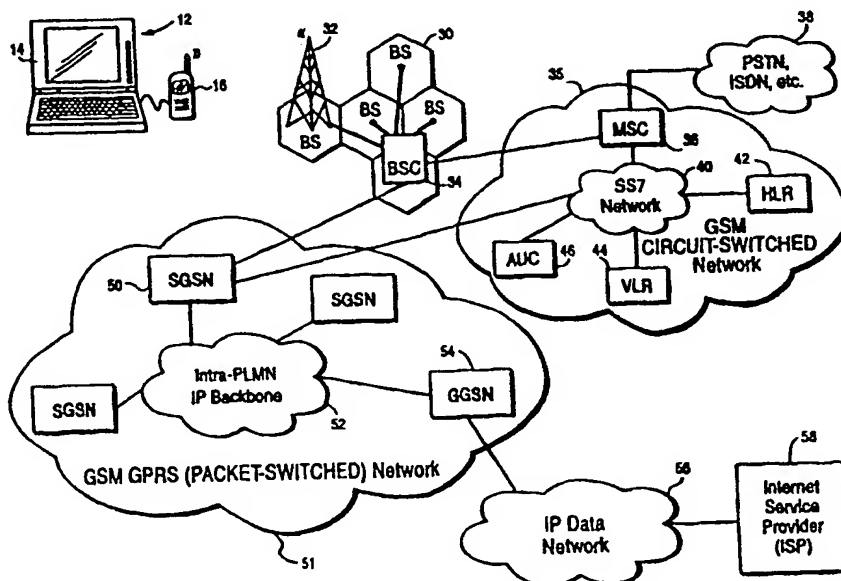 12
14
16
32
30
BS
BS
BS
BS
BS
BSC
34
38
PSTN,
ISDN, etc.
35
MSC
36
40
42
SS7
Network
HLR
GSM
CIRCUIT-SWITCHED
Network
AUC
46
44
VLR
50
SGSN
SGSN
54
Intra-PLMN
IP Backbone
52
SGSN
GGSN
GSM GPRS (PACKET-SWITCHED) Network
51
56
IP Data
Network
58
Internet
Service
Provider
(ISP)